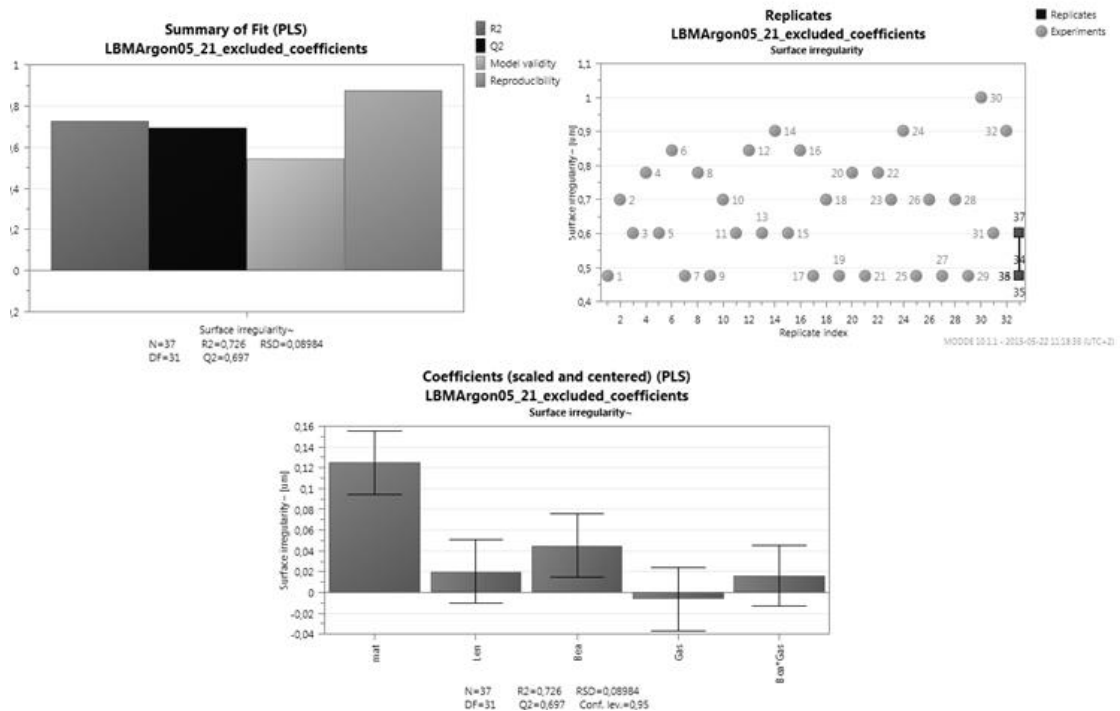 Summary of Fit (PLS)
LBMArgon05_21_excluded_coefficients
R2
Q2
Model validity
Reproducibility
1
0,8
0,6
0,4
0,2
0
0,2
Surface irregularity~
N=37 R2=0,726 RSD=0,08984
DF=31 Q2=0,697
Replicates
LBMArgon05_21_excluded_coefficients
Surface irregularity
Replicates
Experiments
Surface irregularity~ [um]
1,1
1
0,9
0,8
0,7
0,6
0,5
0,4
1
2
3
4
5
6
7
8
9
10
11
12
13
14
15
16
17
18
19
20
21
22
23
24
25
26
27
28
29
30
31
32
37
34
35
2 4 6 8 10 12 14 16 18 20 22 24 26 28 30 32
Replicate index
Coefficients (scaled and centered) (PLS)
LBMArgon05_21_excluded_coefficients
Surface irregularity~
Surface irregularity~ [um]
0,16
0,14
0,12
0,10
0,08
0,06
0,04
0,02
0
-0,02
-0,04
mat
Len
Bea
Gas
Bea*Gas
N=37 R2=0,726 RSD=0,08984
DF=31 Q2=0,697 Conf. lev.=0,95